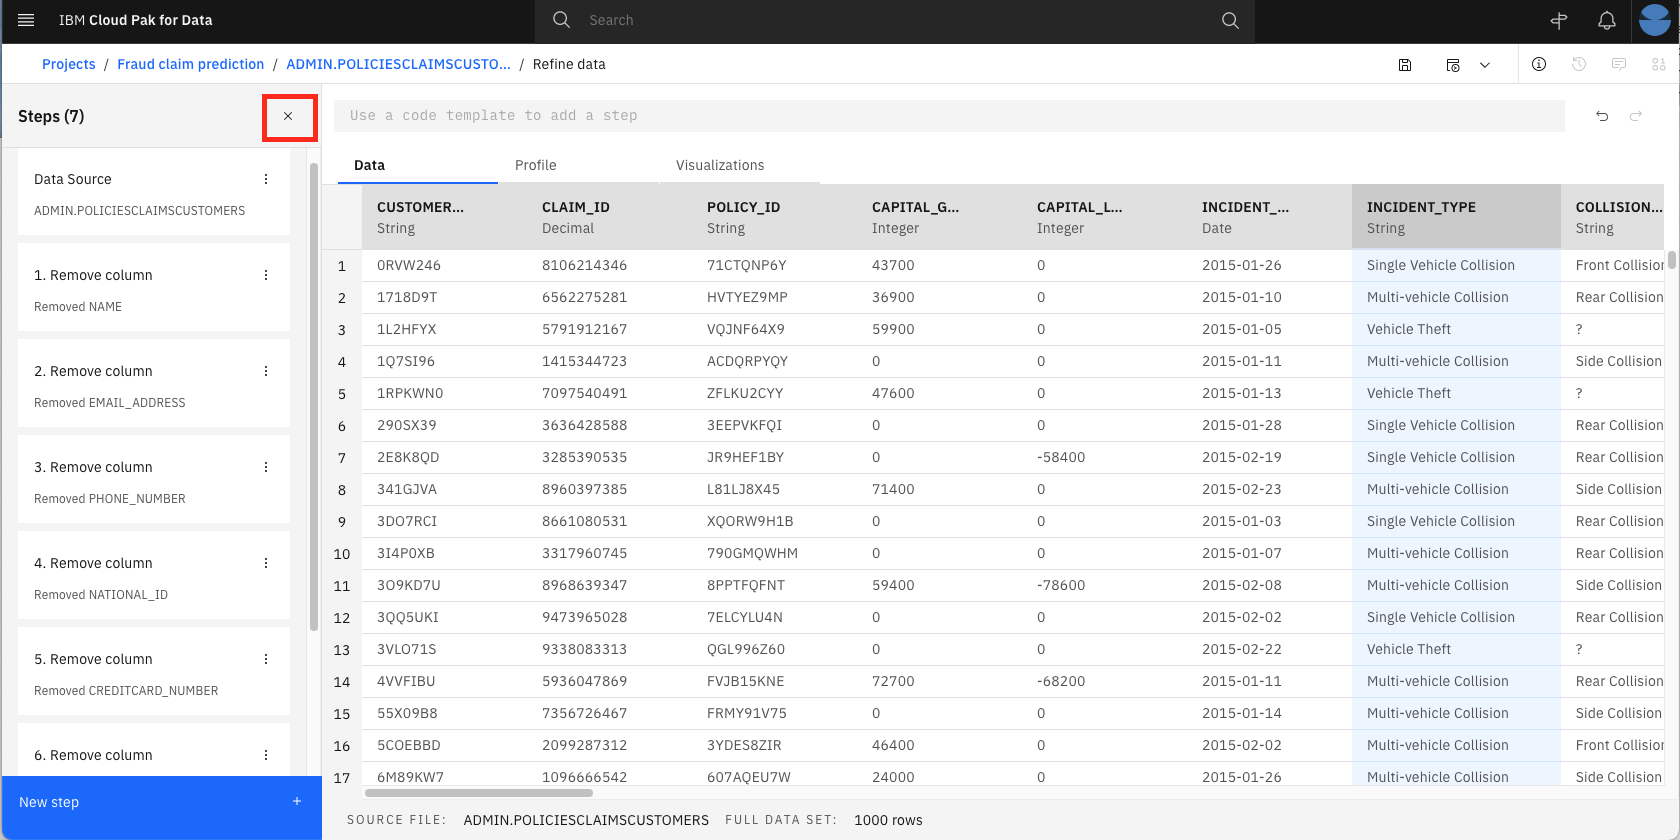 IBM Cloud Pak for Data
Search
Projects / Fraud claim prediction / ADMIN.POLICIESCLAIMSCUSTO... / Refine data
Steps (7)
Data Source
ADMIN.POLICIESCLAIMSCUSTOMERS
1. Remove column
Removed NAME
2. Remove column
Removed EMAIL_ADDRESS
3. Remove column
Removed PHONE_NUMBER
4. Remove column
Removed NATIONAL_ID
5. Remove column
Removed CREDITCARD_NUMBER
6. Remove column
New step +
Use a code template to add a step
Data Profile Visualizations
CUSTOMER... CLAIM_ID POLICY_ID CAPITAL_G... CAPITAL_L... INCIDENT_... INCIDENT_TYPE COLLISION...
String Decimal String Integer Integer Date String String
1 0RVW246 8106214346 71CTQNP6Y 43700 0 2015-01-26 Single Vehicle Collision Front Collision
2 1718D9T 6562275281 HVTYEZ9MP 36900 0 2015-01-10 Multi-vehicle Collision Rear Collision
3 1L2HFYX 5791912167 VQJNF64X9 59900 0 2015-01-05 Vehicle Theft ?
4 1Q7SI96 1415344723 ACDQRPYQY 0 0 2015-01-11 Multi-vehicle Collision Side Collision
5 1RPKWN0 7097540491 ZFLKU2CYY 47600 0 2015-01-13 Vehicle Theft ?
6 290SX39 3636428588 3EEPVKFQI 0 0 2015-01-28 Single Vehicle Collision Rear Collision
7 2E8K8QD 3285390535 JR9HEF1BY 0 -58400 2015-02-19 Single Vehicle Collision Rear Collision
8 341GJVA 8960397385 L81LJ8X45 71400 0 2015-02-23 Multi-vehicle Collision Side Collision
9 3DO7RCI 8661080531 XQORW9H1B 0 0 2015-01-03 Single Vehicle Collision Rear Collision
10 3I4P0XB 3317960745 790GMQWHM 0 0 2015-01-07 Multi-vehicle Collision Rear Collision
11 3O9KD7U 8968639347 8PPTFQFNT 59400 -78600 2015-02-08 Multi-vehicle Collision Side Collision
12 3QQ5UKI 9473965028 7ELCYLU4N 0 0 2015-02-02 Single Vehicle Collision Rear Collision
13 3VLO71S 9338083313 QGL996Z60 0 0 2015-02-22 Vehicle Theft ?
14 4VVFIBU 5936047869 FVJB15KNE 72700 -68200 2015-01-11 Multi-vehicle Collision Rear Collision
15 55X09B8 7356726467 FRMY91V75 0 0 2015-01-14 Multi-vehicle Collision Side Collision
16 5COEBBD 2099287312 3YDES8ZIR 46400 0 2015-02-02 Multi-vehicle Collision Front Collision
17 6M89KW7 1096666542 607AQEU7W 24000 0 2015-01-26 Multi-vehicle Collision Side Collision
SOURCE FILE: ADMIN.POLICIESCLAIMSCUSTOMERS FULL DATA SET: 1000 rows